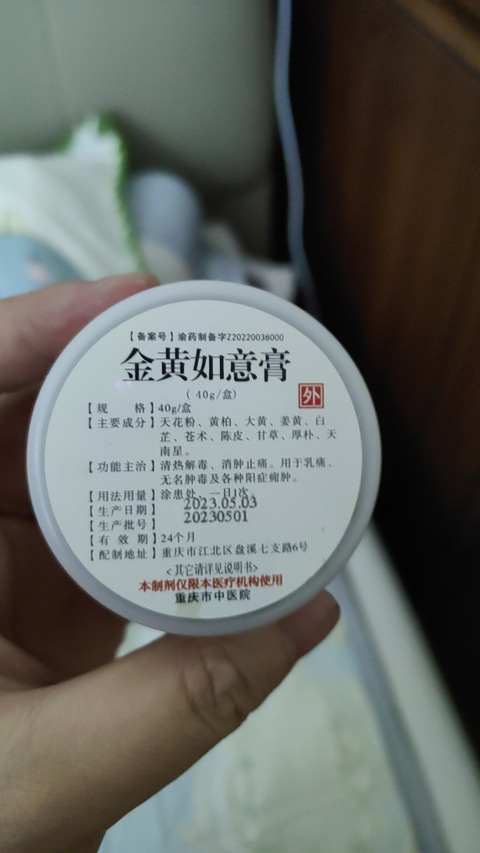 【备案号】渝药制备字Z20220038000
金黄如意膏
(40g/盒)
外
【规 格】40g/盒
【主要成分】天花粉、黄柏、大黄、姜黄、白
芷、苍术、陈皮、甘草、厚朴、天
南星。
【功能主治】清热解毒、消肿止痛。用于乳痈、
无名肿毒及各种阳症痈肿。
【用法用量】涂患处，一日 次。
【生产日期】2023.05.03
【生产批号】20230501
【有 效 期】24个月
【配制地址】重庆市江北区盘溪七支路6号
<其它请详见说明书>
本制剂仅限本医疗机构使用
重庆市中医院